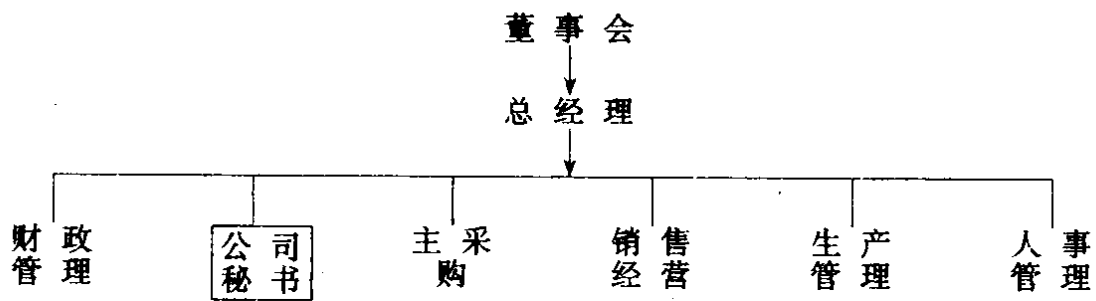 董事会
总经理
财政管理
公司秘书
主采购
销售经营
生产管理
人事管理